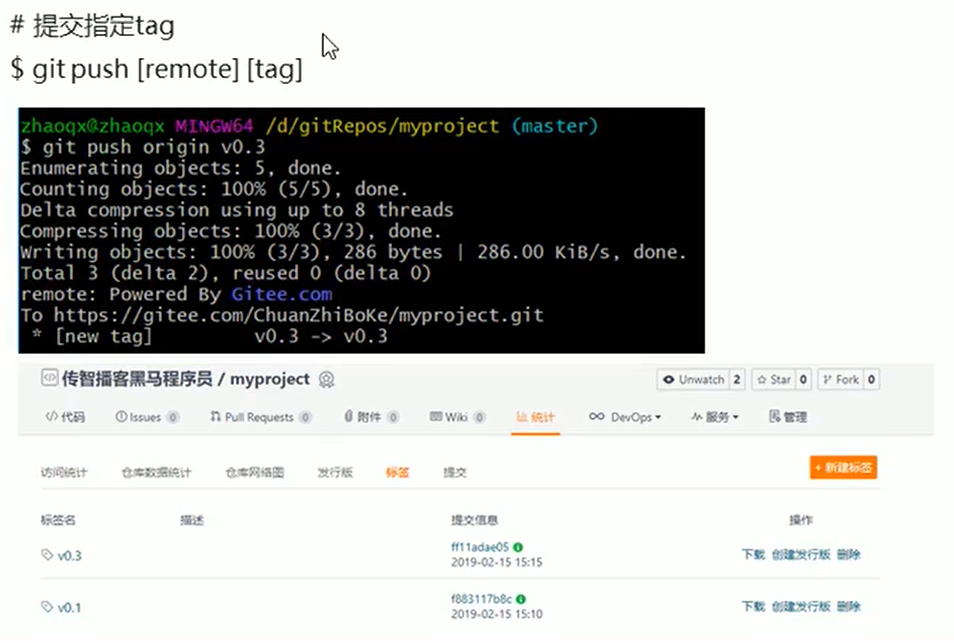 # 提交指定tag
$ git push [remote] [tag]
zhaoqx@zhaoqx MINGW64 /d/gitRepos/myproject (master)
$ git push origin v0.3
Enumerating objects: 5, done.
Counting objects: 100% (5/5), done.
Delta compression using up to 8 threads
Compressing objects: 100% (3/3), done.
Writing objects: 100% (3/3), 286 bytes | 286.00 KiB/s, done.
Total 3 (delta 2), reused 0 (delta 0)
remote: Powered By Gitee.com
To https://gitee.com/ChuanZhiBoKe/myproject.git
* [new tag] v0.3 -> v0.3
传智播客黑马程序员 / myproject Unwatch 2 Star 0 Fork 0
代码 Issues 0 Pull Requests 0 附件 0 Wiki 0 统计 DevOps 服务 管理
访问统计 仓库数据统计 仓库网络图 发行版 标签 提交 + 新建标签
标签名 描述 提交信息 操作
v0.3 ff11adae05 下载 创建发行版 删除
2019-02-15 15:15
v0.1 f883117b8c 下载 创建发行版 删除
2019-02-15 15:10